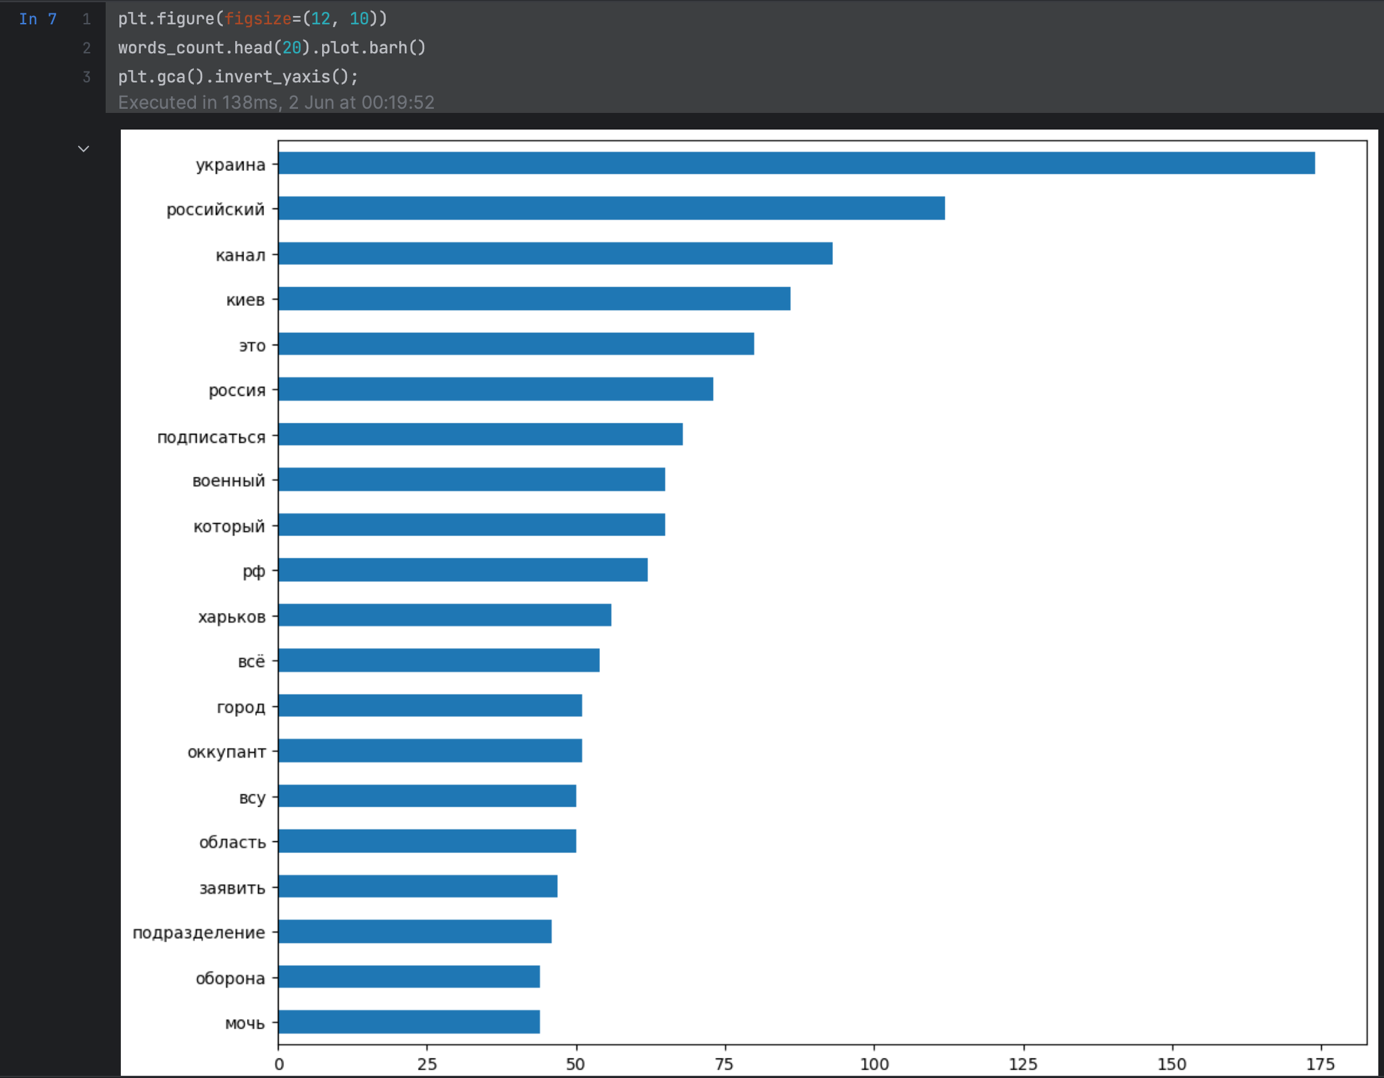 In 7 1 plt.figure(figsize=(12, 10))
2 words_count.head(20).plot.barh()
3 plt.gca().invert_yaxis();
Executed in 138ms, 2 Jun at 00:19:52
украина
российский
канал
киев
это
россия
подписаться
военный
который
рф
харьков
всё
город
оккупант
всу
область
заявить
подразделение
оборона
мочь
0 25 50 75 100 125 150 175